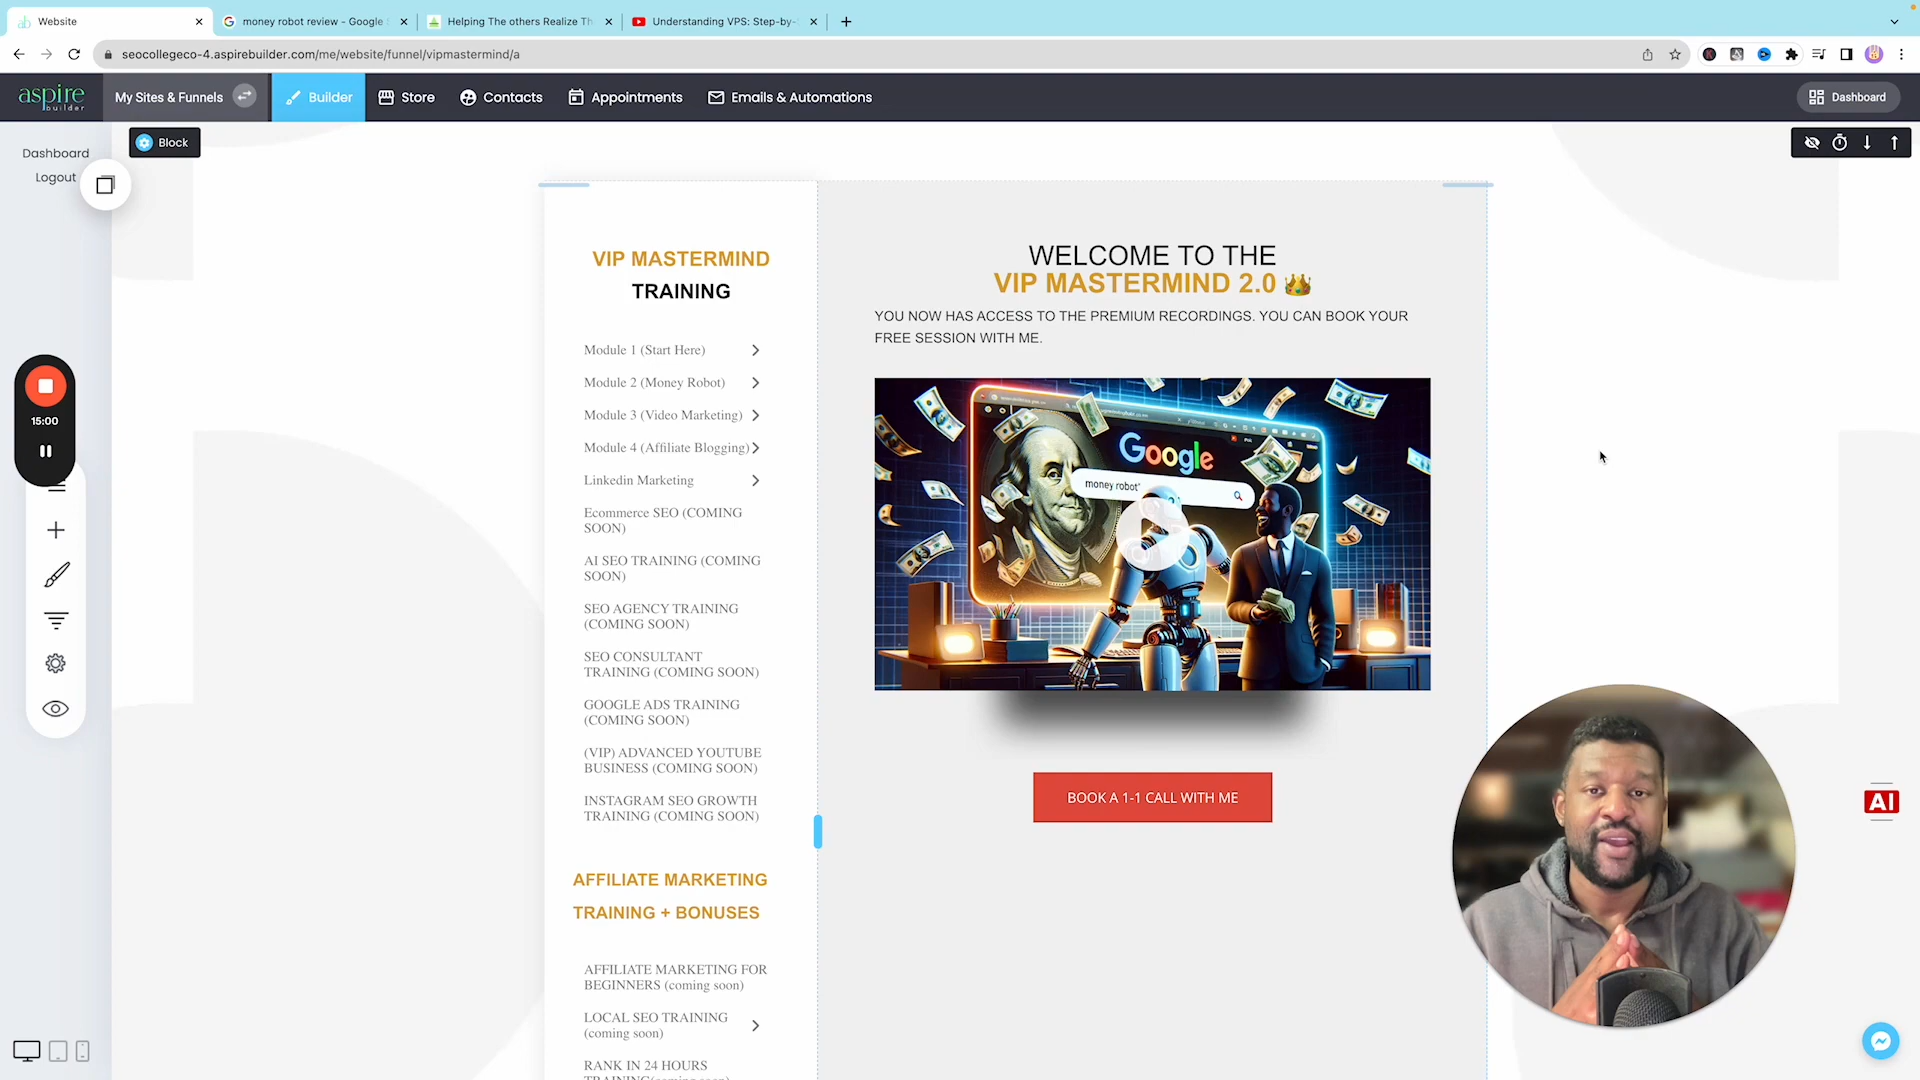 Website
money robot review - Google
Helping The others Realize Th
Understanding VPS: Step-by-
seocollegeco-4.aspirebuilder.com/me/website/funnel/vipmastermind/a
aspire
builder
My Sites & Funnels
Builder
Store
Contacts
Appointments
Emails & Automations
Dashboard
Dashboard
Logout
Block
15:00
VIP MASTERMIND
TRAINING
Module 1 (Start Here)
Module 2 (Money Robot)
Module 3 (Video Marketing)
Module 4 (Affiliate Blogging)
Linkedin Marketing
Ecommerce SEO (COMING
SOON)
AI SEO TRAINING (COMING
SOON)
SEO AGENCY TRAINING
(COMING SOON)
SEO CONSULTANT
TRAINING (COMING SOON)
GOOGLE ADS TRAINING
(COMING SOON)
(VIP) ADVANCED YOUTUBE
BUSINESS (COMING SOON)
INSTAGRAM SEO GROWTH
TRAINING (COMING SOON)
AFFILIATE MARKETING
TRAINING + BONUSES
AFFILIATE MARKETING FOR
BEGINNERS (coming soon)
LOCAL SEO TRAINING
(coming soon)
RANK IN 24 HOURS
TRAINING(coming soon)
WELCOME TO THE
VIP MASTERMIND 2.0 👑
YOU NOW HAS ACCESS TO THE PREMIUM RECORDINGS. YOU CAN BOOK YOUR
FREE SESSION WITH ME.
Google
money robot
BOOK A 1-1 CALL WITH ME
AI